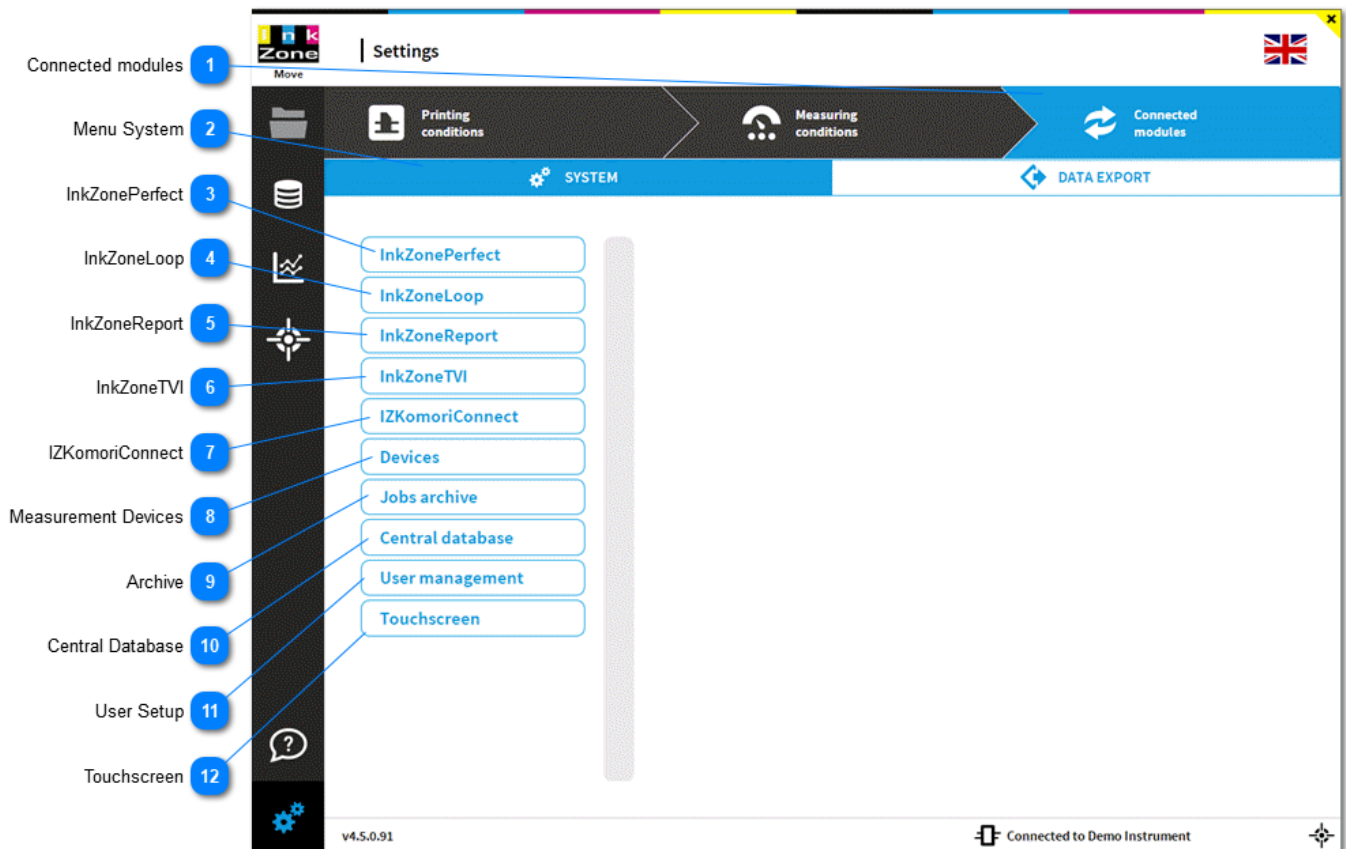 Ink
Zone
Move
Settings
Connected modules 1
Printing
conditions
Measuring
conditions
Connected
modules
Menu System 2
SYSTEM
DATA EXPORT
InkZonePerfect 3
InkZonePerfect
InkZoneLoop 4
InkZoneLoop
InkZoneReport 5
InkZoneReport
InkZoneTVI 6
InkZoneTVI
IZKomoriConnect 7
IZKomoriConnect
Measurement Devices 8
Devices
Archive 9
Jobs archive
Central Database 10
Central database
User Setup 11
User management
Touchscreen 12
Touchscreen
?
v4.5.0.91
Connected to Demo Instrument